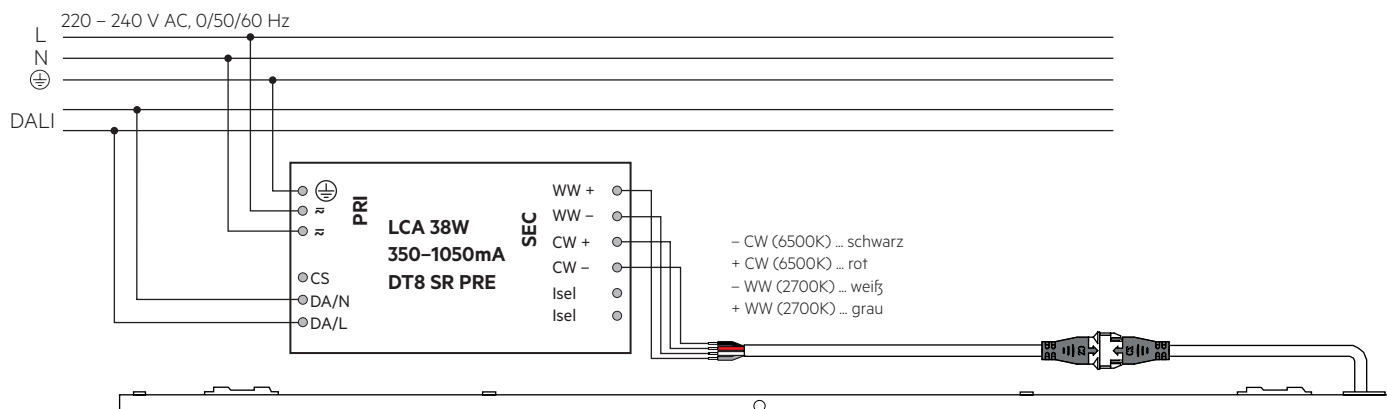 220 – 240 V AC, 0/50/60 Hz
L
N
DALI
PRI
LCA 38W
350–1050mA
DT8 SR PRE
SEC
≂
≂
CS
DA/N
DA/L
WW +
WW –
CW +
CW –
Isel
Isel
– CW (6500K) ... schwarz
+ CW (6500K) ... rot
– WW (2700K) ... weiß
+ WW (2700K) ... grau